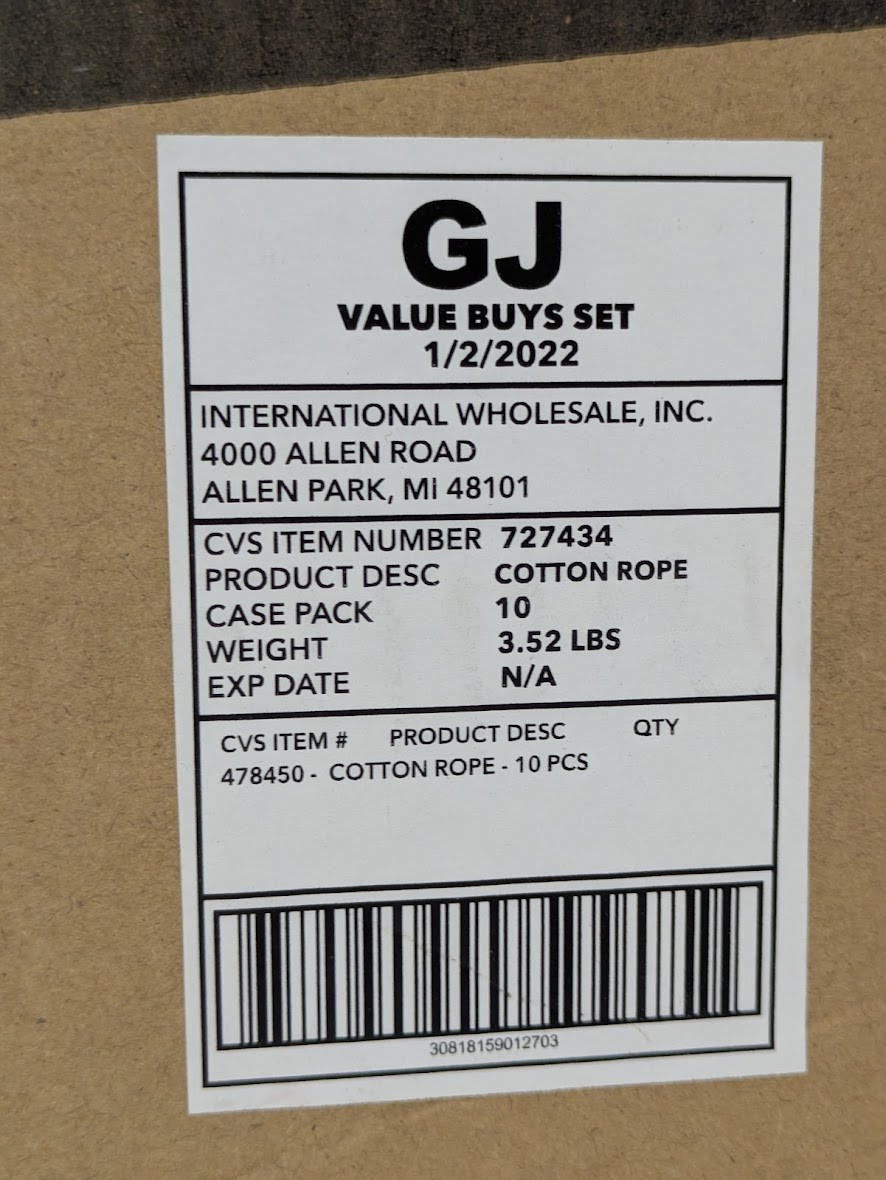 GJ
VALUE BUYS SET
1/2/2022
INTERNATIONAL WHOLESALE, INC.
4000 ALLEN ROAD
ALLEN PARK, MI 48101
CVS ITEM NUMBER 727434
PRODUCT DESC COTTON ROPE
CASE PACK 10
WEIGHT 3.52 LBS
EXP DATE N/A
CVS ITEM # PRODUCT DESC QTY
478450 - COTTON ROPE - 10 PCS
30818159012703